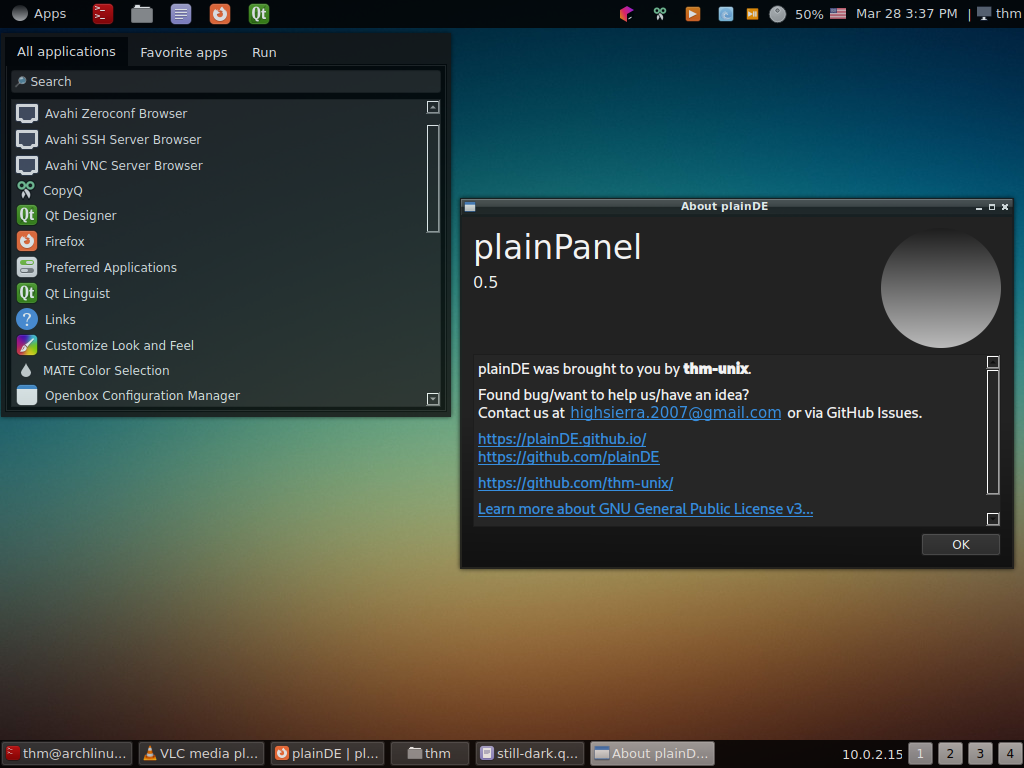 Apps
Qt
50%
Mar 28 3:37 PM
|
thm
All applications
Favorite apps
Run
Search
Avahi Zeroconf Browser
Avahi SSH Server Browser
Avahi VNC Server Browser
CopyQ
Qt Qt Designer
Firefox
Preferred Applications
Qt Qt Linguist
? Links
Customize Look and Feel
MATE Color Selection
Openbox Configuration Manager
About plainDE
plainPanel
0.5
plainDE was brought to you by thm-unix.
Found bug/want to help us/have an idea?
Contact us at highsierra.2007@gmail.com or via GitHub Issues.
https://plainDE.github.io/
https://github.com/plainDE
https://github.com/thm-unix/
Learn more about GNU General Public License v3...
OK
thm@archlinu...
VLC media pl...
plainDE | pl...
thm
still-dark.q...
About plainD...
10.0.2.15
1
2
3
4